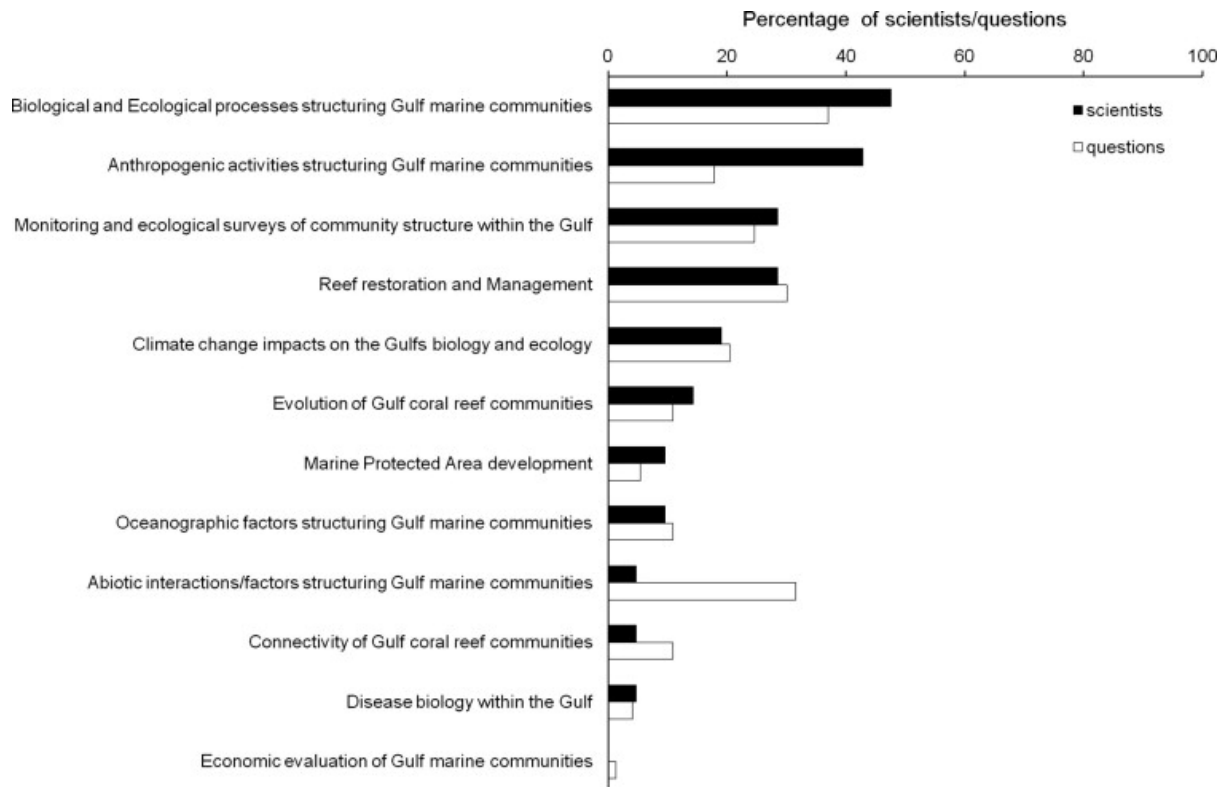 Percentage of scientists/questions
0 20 40 60 80 100
Biological and Ecological processes structuring Gulf marine communities
■ scientists
Anthropogenic activities structuring Gulf marine communities
□ questions
Monitoring and ecological surveys of community structure within the Gulf
Reef restoration and Management
Climate change impacts on the Gulfs biology and ecology
Evolution of Gulf coral reef communities
Marine Protected Area development
Oceanographic factors structuring Gulf marine communities
Abiotic interactions/factors structuring Gulf marine communities
Connectivity of Gulf coral reef communities
Disease biology within the Gulf
Economic evaluation of Gulf marine communities